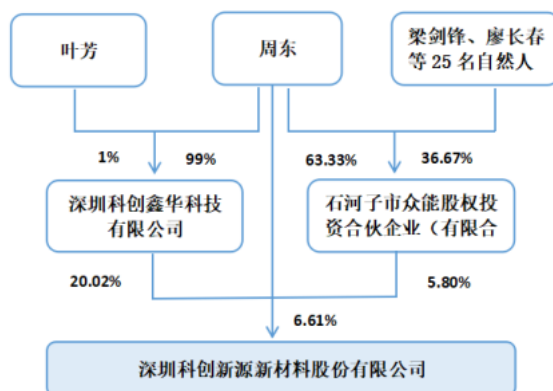 叶芳
周东
梁剑锋、廖长春
等 25 名自然人
1%
99%
63.33%
36.67%
深圳科创鑫华科技
有限公司
石河子市众能股权投
资合伙企业（有限合
20.02%
5.80%
6.61%
深圳科创新源新材料股份有限公司